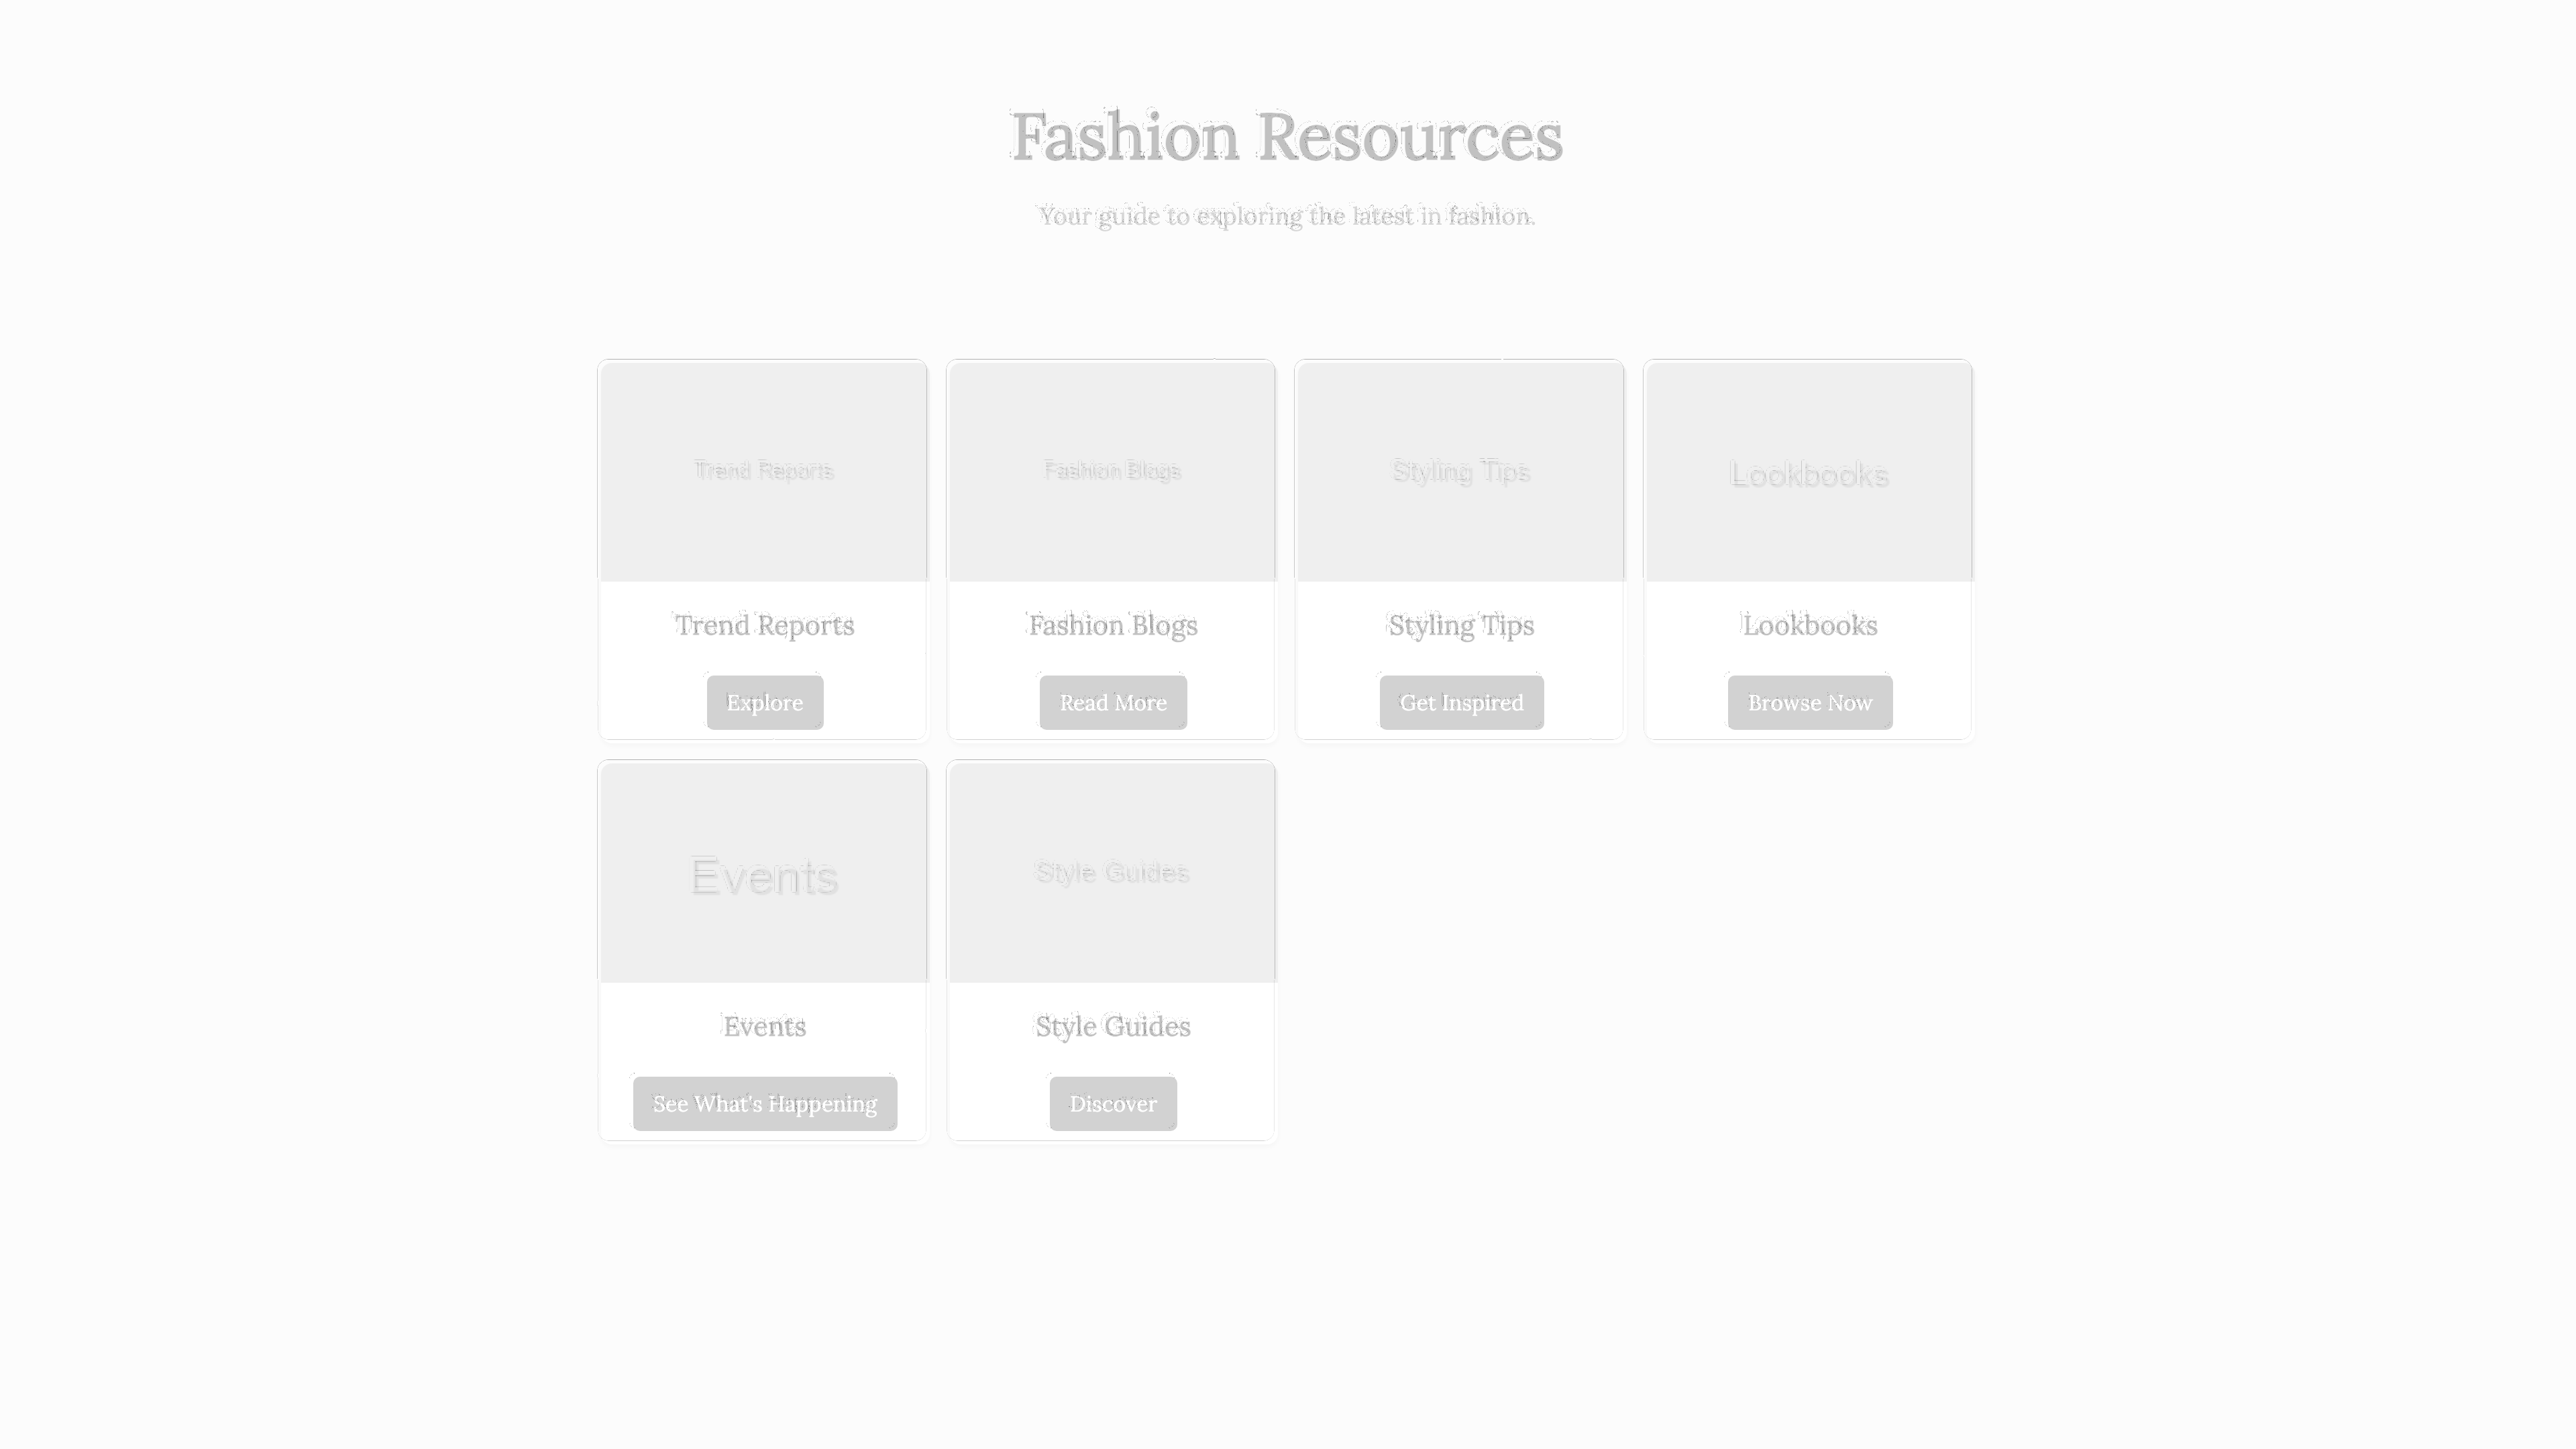 Fashion Resources
Your guide to exploring the latest in fashion.
Trend Reports
Fashion Blogs
Styling Tips
Lookbooks
Trend Reports
Fashion Blogs
Styling Tips
Lookbooks
Explore
Read More
Get Inspired
Browse Now
Events
Style Guides
Events
Style Guides
See What's Happening
Discover